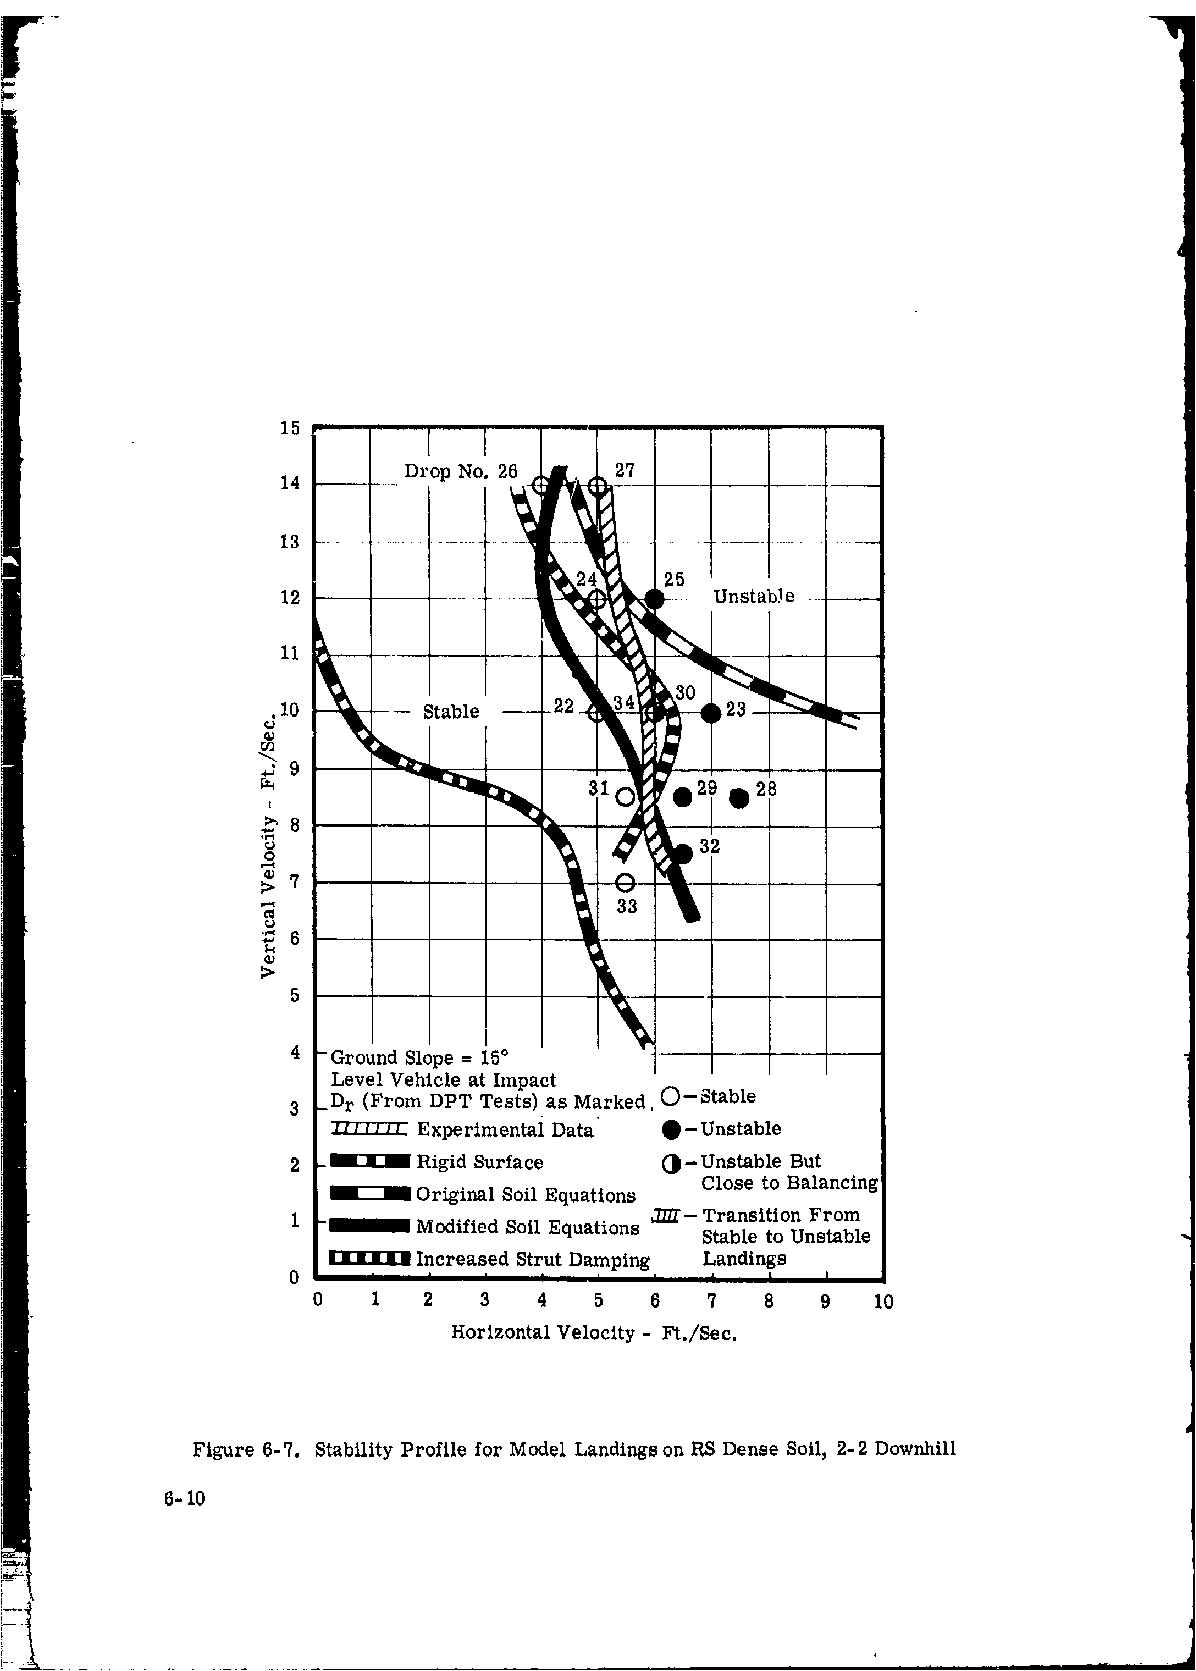 15
14
13
12
11
10
9
8
7
6
5
4
3
2
1
0
Vertical Velocity - Ft./Sec.
Drop No. 26
27
24
25
Unstable
Stable
22
34
30
23
31
29
28
32
33
Ground Slope = 15°
Level Vehicle at Impact
Dr (From DPT Tests) as Marked.
Experimental Data
Rigid Surface
Original Soil Equations
Modified Soil Equations
Increased Strut Damping
–Stable
–Unstable
–Unstable But
Close to Balancing
–Transition From
Stable to Unstable
Landings
0 1 2 3 4 5 6 7 8 9 10
Horizontal Velocity - Ft./Sec.
Figure 6-7. Stability Profile for Model Landings on RS Dense Soil, 2-2 Downhill
6-10